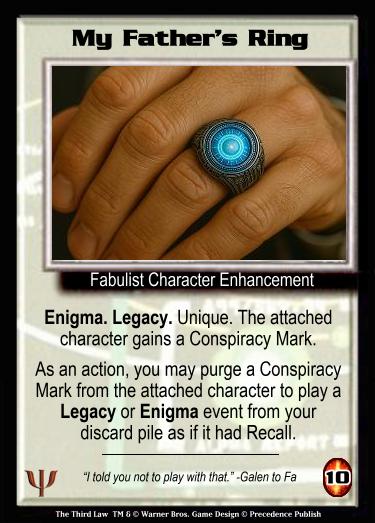 My Father's Ring
Fabulist Character Enhancement
Enigma. Legacy. Unique. The attached
character gains a Conspiracy Mark.
As an action, you may purge a Conspiracy
Mark from the attached character to play a
Legacy or Enigma event from your
discard pile as if it had Recall.
"I told you not to play with that." -Galen to Fa
10
The Third Law TM & © Warner Bros. Game Design © Precedence Publish